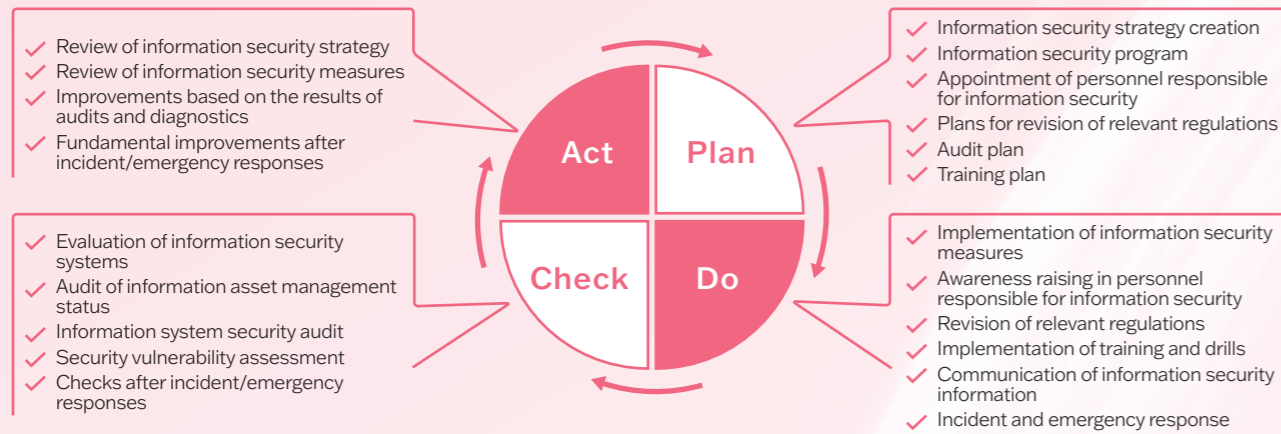 Review of information security strategy
Review of information security measures
Improvements based on the results of
audits and diagnostics
Fundamental improvements after
incident/emergency responses
Information security strategy creation
Information security program
Appointment of personnel responsible
for information security
Plans for revision of relevant regulations
Audit plan
Training plan
Act
Plan
Check
Do
Evaluation of information security
systems
Audit of information asset management
status
Information system security audit
Security vulnerability assessment
Checks after incident/emergency
responses
Implementation of information security
measures
Awareness raising in personnel
responsible for information security
Revision of relevant regulations
Implementation of training and drills
Communication of information security
information
Incident and emergency response